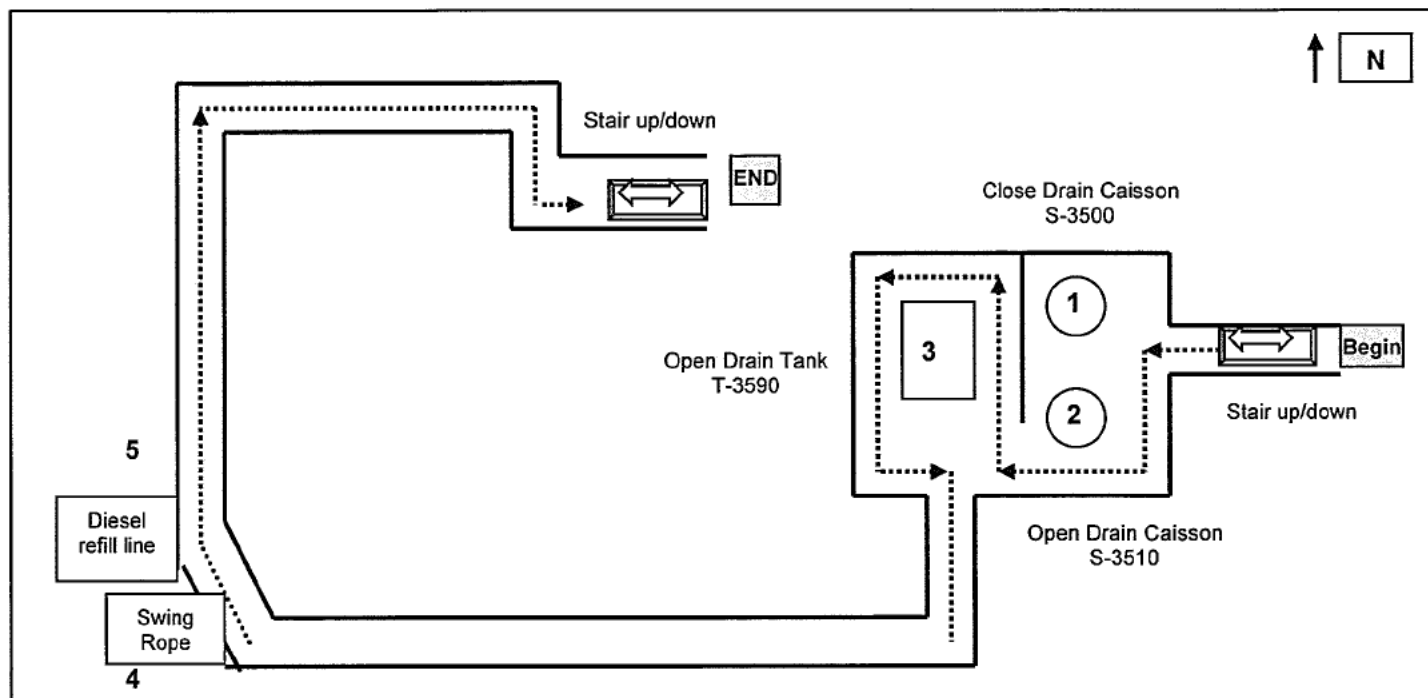 N
Stair up/down
END
Close Drain Caisson
S-3500
1
3
Begin
Open Drain Tank
T-3590
2
Stair up/down
5
Diesel
refill line
Open Drain Caisson
S-3510
Swing
Rope
4